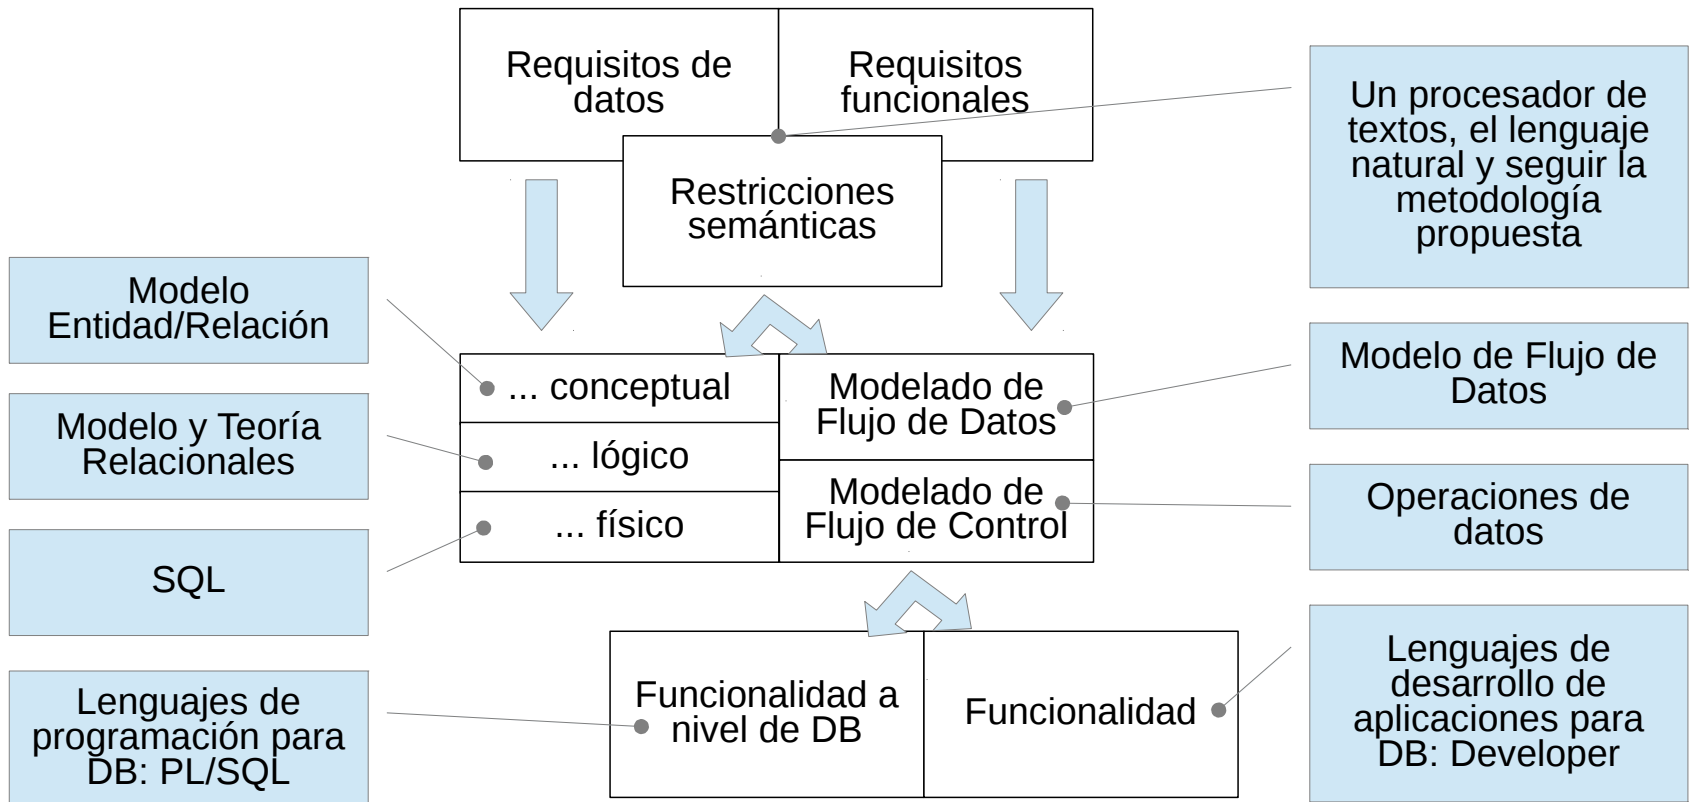 Requisitos de
datos
Requisitos
funcionales
Restricciones
semánticas
Un procesador de
textos, el lenguaje
natural y seguir la
metodología
propuesta
Modelo
Entidad/Relación
Modelo y Teoría
Relacionales
SQL
Lenguajes de
programación para
DB: PL/SQL
... conceptual
... lógico
... físico
Modelado de
Flujo de Datos
Modelado de
Flujo de Control
Modelo de Flujo de
Datos
Operaciones de
datos
Funcionalidad a
nivel de DB
Funcionalidad
Lenguajes de
desarrollo de
aplicaciones para
DB: Developer